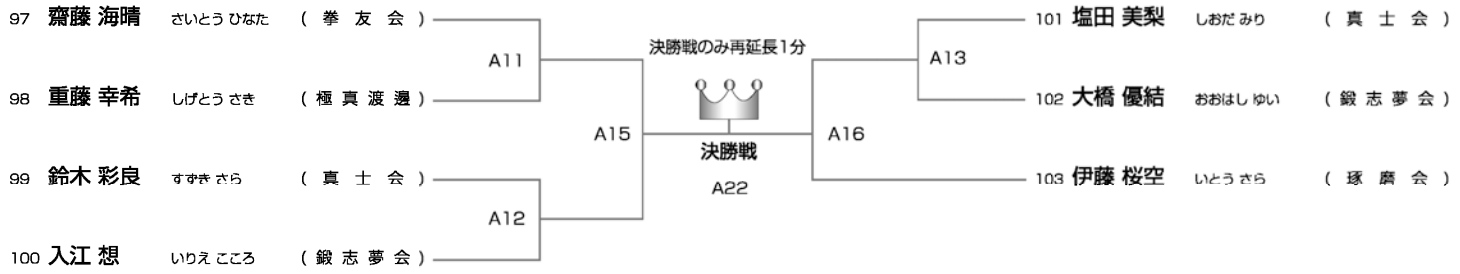 97 齋藤 海晴 さいとう ひなた (拳友会)
A11
98 重藤 幸希 しげとう さき (極真渡邊)
A15
99 鈴木 彩良 すずき さら (真士会)
A12
100 入江 想 いりえ こころ (鍛志夢会)
決勝戦のみ再延長1分
決勝戦
A22
101 塩田 美梨 しおだ みり (真士会)
A13
102 大橋 優結 おおはし ゆい (鍛志夢会)
A16
103 伊藤 桜空 いとう さら (琢磨会)